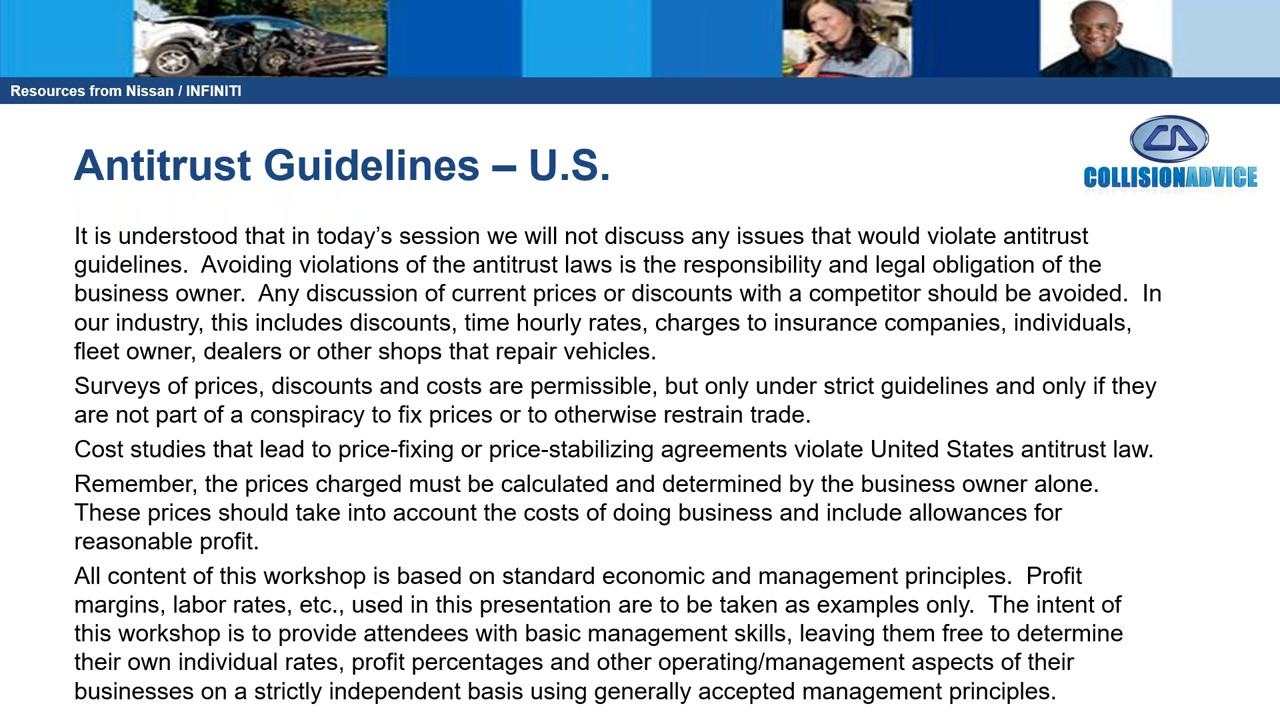 Resources from Nissan / INFINITI
Antitrust Guidelines – U.S.
COLLISIONADVICE
It is understood that in today’s session we will not discuss any issues that would violate antitrust
guidelines.  Avoiding violations of the antitrust laws is the responsibility and legal obligation of the
business owner.  Any discussion of current prices or discounts with a competitor should be avoided.  In
our industry, this includes discounts, time hourly rates, charges to insurance companies, individuals,
fleet owner, dealers or other shops that repair vehicles.
Surveys of prices, discounts and costs are permissible, but only under strict guidelines and only if they
are not part of a conspiracy to fix prices or to otherwise restrain trade.
Cost studies that lead to price-fixing or price-stabilizing agreements violate United States antitrust law.
Remember, the prices charged must be calculated and determined by the business owner alone.
These prices should take into account the costs of doing business and include allowances for
reasonable profit.
All content of this workshop is based on standard economic and management principles.  Profit
margins, labor rates, etc., used in this presentation are to be taken as examples only.  The intent of
this workshop is to provide attendees with basic management skills, leaving them free to determine
their own individual rates, profit percentages and other operating/management aspects of their
businesses on a strictly independent basis using generally accepted management principles.